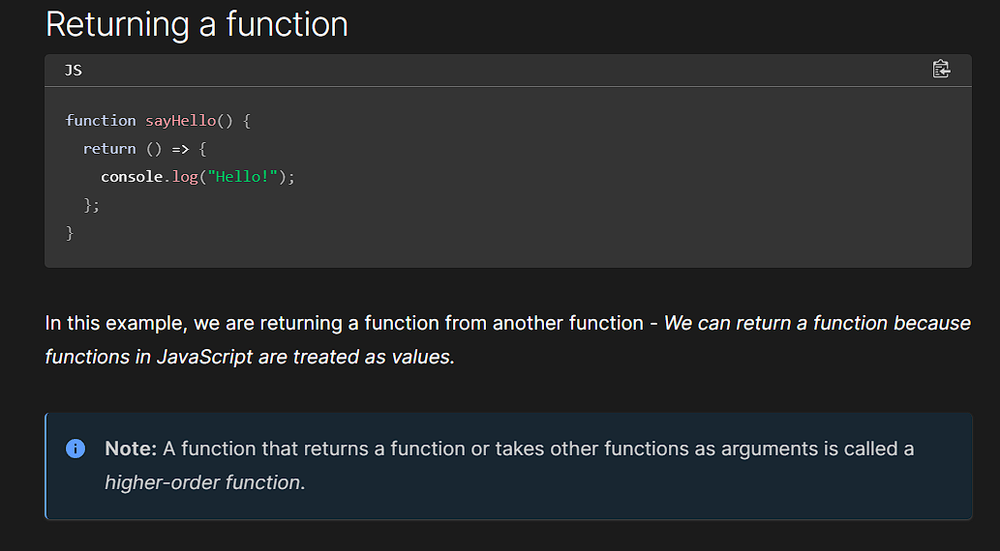 Returning a function
JS
function sayHello() {
  return () => {
    console.log("Hello!");
  };
}
In this example, we are returning a function from another function - We can return a function because
functions in JavaScript are treated as values.
Note: A function that returns a function or takes other functions as arguments is called a
higher-order function.